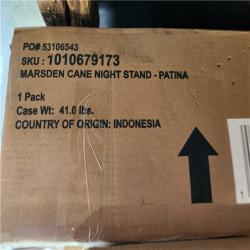 PO# 53106543
SKU : 1010679173
MARSDEN CANE NIGHT STAND - PATINA
1 Pack
Case Wt: 41.0 lbs.
COUNTRY OF ORIGIN: INDONESIA